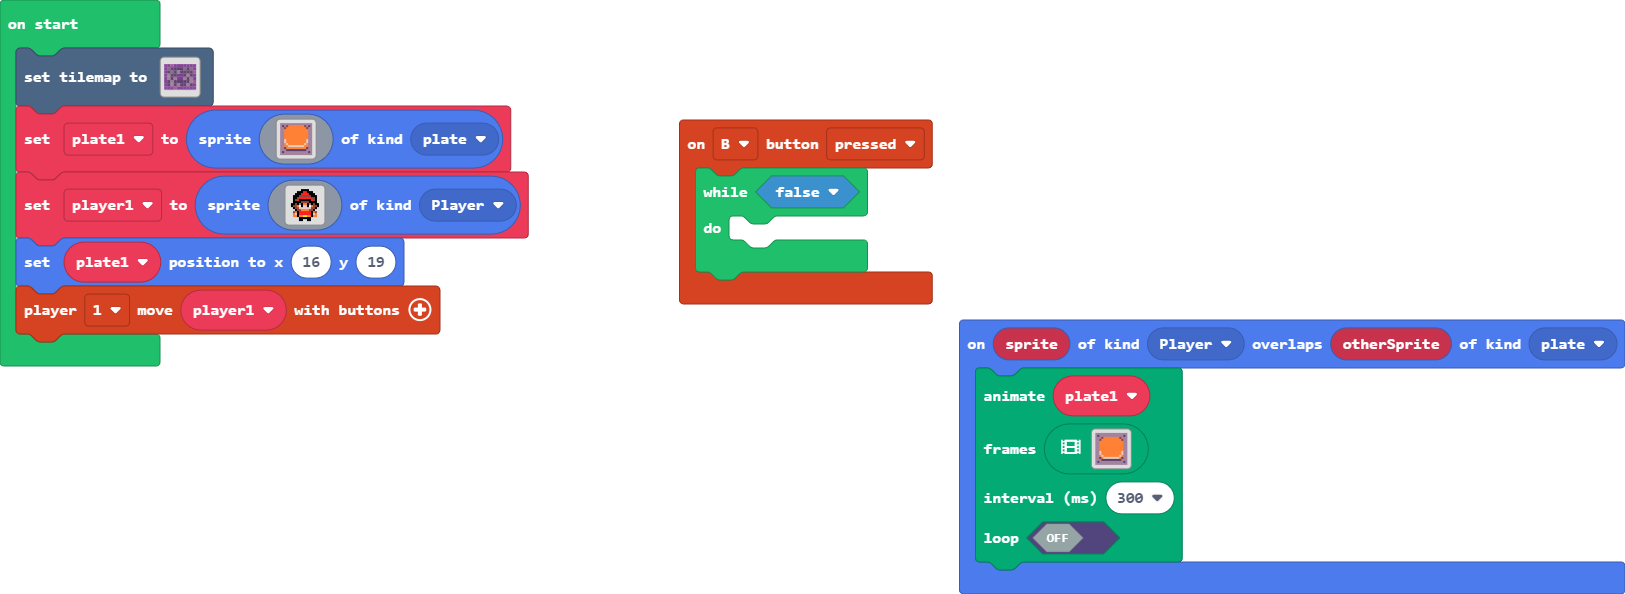 on start
set tilemap to
set plate1 to sprite of kind plate
set player1 to sprite of kind Player
set plate1 position to x 16 y 19
player 1 move player1 with buttons
on B button pressed
while false
do
on sprite of kind Player overlaps otherSprite of kind plate
animate plate1
frames
interval (ms) 300
loop OFF